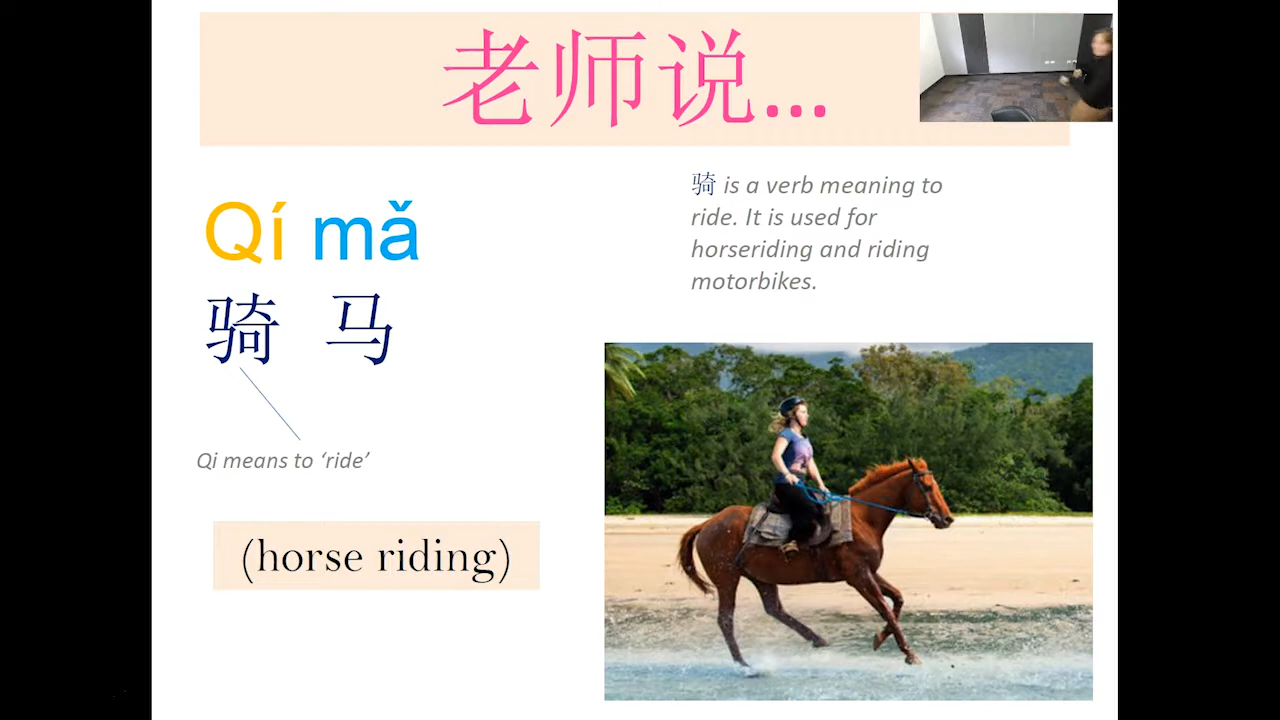 老师说...
Qí mǎ
骑 马
Qi means to ‘ride’
(horse riding)
骑 is a verb meaning to
ride. It is used for
horseriding and riding
motorbikes.